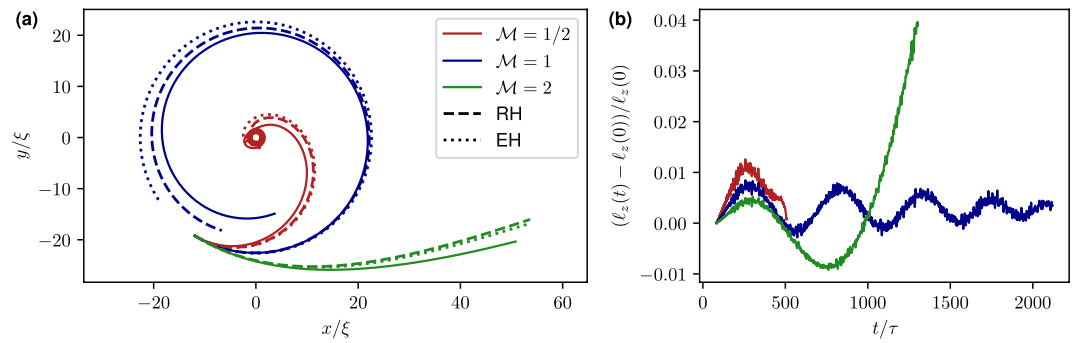 (a)
20
10
0
−10
−20
y/ξ
−20
0
20
40
60
x/ξ
ℳ = 1/2
ℳ = 1
ℳ = 2
RH
EH
(b)
0.04
0.03
0.02
0.01
0.00
−0.01
(ℓz(t) − ℓz(0))/ℓz(0)
0
500
1000
1500
2000
t/τ